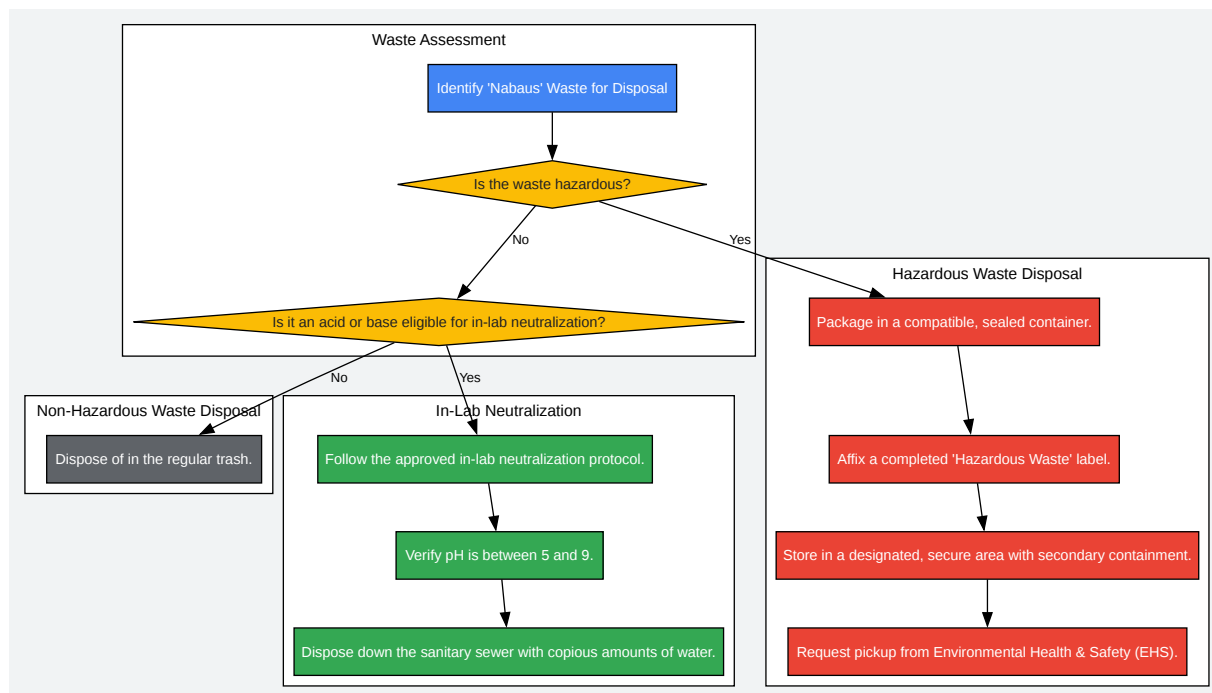 Waste Assessment
Identify 'Nabaus' Waste for Disposal
Is the waste hazardous?
No
Yes
Is it an acid or base eligible for in-lab neutralization?
No
Yes
Hazardous Waste Disposal
Package in a compatible, sealed container.
Affix a completed 'Hazardous Waste' label.
Store in a designated, secure area with secondary containment.
Request pickup from Environmental Health & Safety (EHS).
Non-Hazardous Waste Disposal
Dispose of in the regular trash.
In-Lab Neutralization
Follow the approved in-lab neutralization protocol.
Verify pH is between 5 and 9.
Dispose down the sanitary sewer with copious amounts of water.